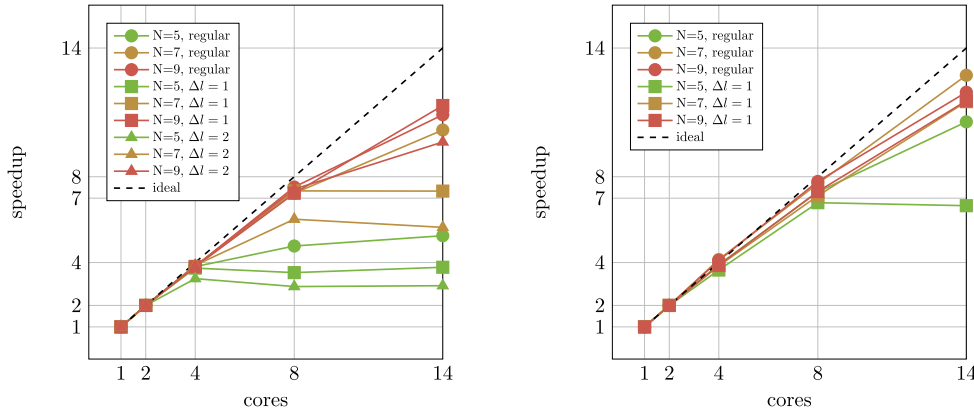 speedup
14
8
7
4
2
1
N=5, regular
N=7, regular
N=9, regular
N=5, Δl = 1
N=7, Δl = 1
N=9, Δl = 1
N=5, Δl = 2
N=7, Δl = 2
N=9, Δl = 2
ideal
1 2 4 8 14
cores
speedup
14
8
7
4
2
1
N=5, regular
N=7, regular
N=9, regular
N=5, Δl = 1
N=7, Δl = 1
N=9, Δl = 1
ideal
1 2 4 8 14
cores